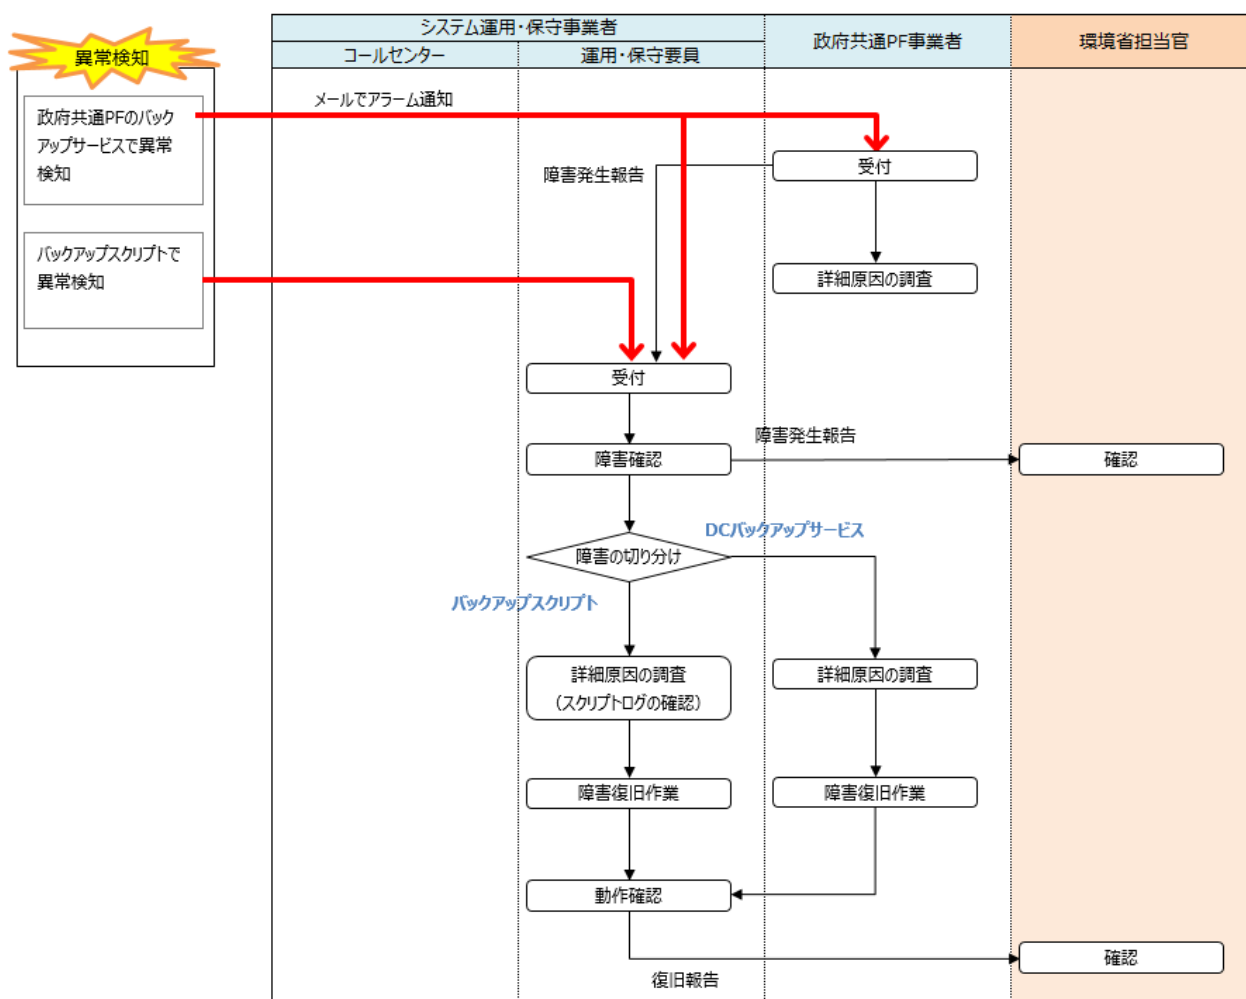 システム運用・保守事業者
政府共通PF事業者
環境省担当官
コールセンター
運用・保守要員
異常検知
政府共通PFのバック
アップサービスで異常
検知
バックアップスクリプトで
異常検知
メールでアラーム通知
受付
障害発生報告
詳細原因の調査
受付
障害発生報告
障害確認
確認
DCバックアップサービス
障害の切り分け
バックアップスクリプト
詳細原因の調査
（スクリプトログの確認）
詳細原因の調査
障害復旧作業
障害復旧作業
動作確認
確認
復旧報告